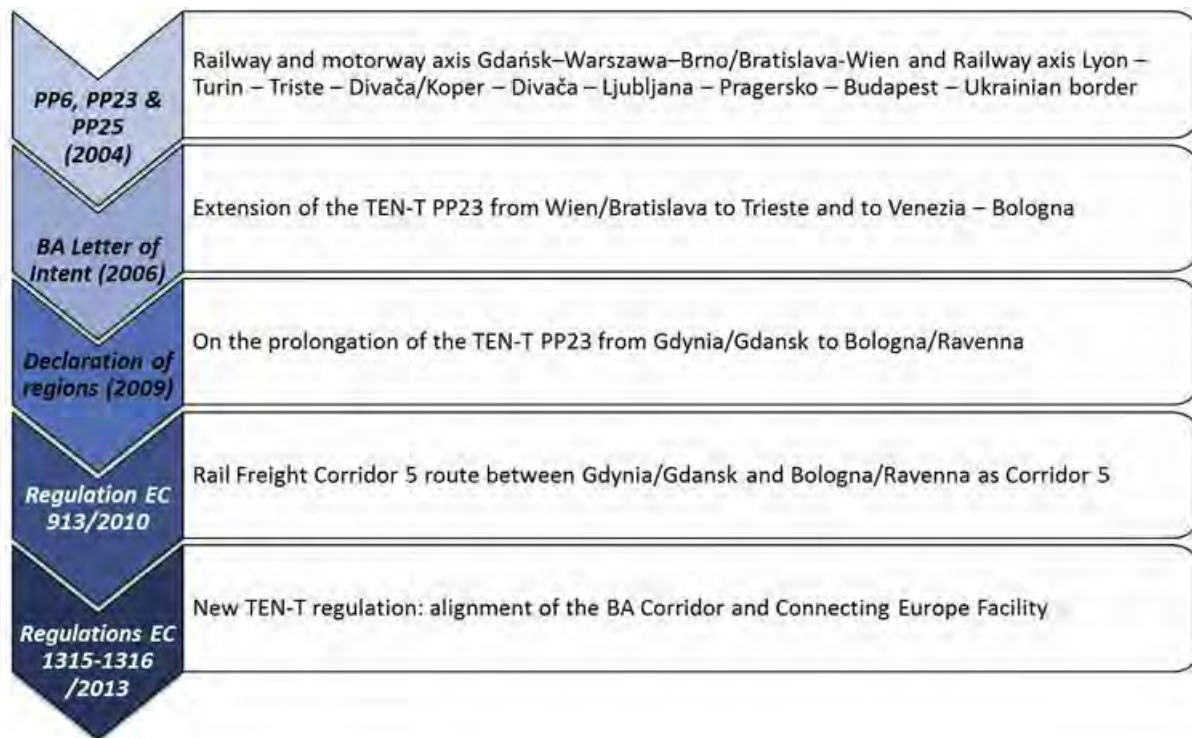 PP6, PP23 &
PP25
(2004)
Railway and motorway axis Gdańsk–Warszawa–Brno/Bratislava-Wien and Railway axis Lyon –
Turin – Triste – Divača/Koper – Divača – Ljubljana – Pragersko – Budapest – Ukrainian border
BA Letter of
Intent (2006)
Extension of the TEN-T PP23 from Wien/Bratislava to Trieste and to Venezia – Bologna
Declaration of
regions (2009)
On the prolongation of the TEN-T PP23 from Gdynia/Gdansk to Bologna/Ravenna
Regulation EC
913/2010
Rail Freight Corridor 5 route between Gdynia/Gdansk and Bologna/Ravenna as Corridor 5
Regulations EC
1315-1316
/2013
New TEN-T regulation: alignment of the BA Corridor and Connecting Europe Facility